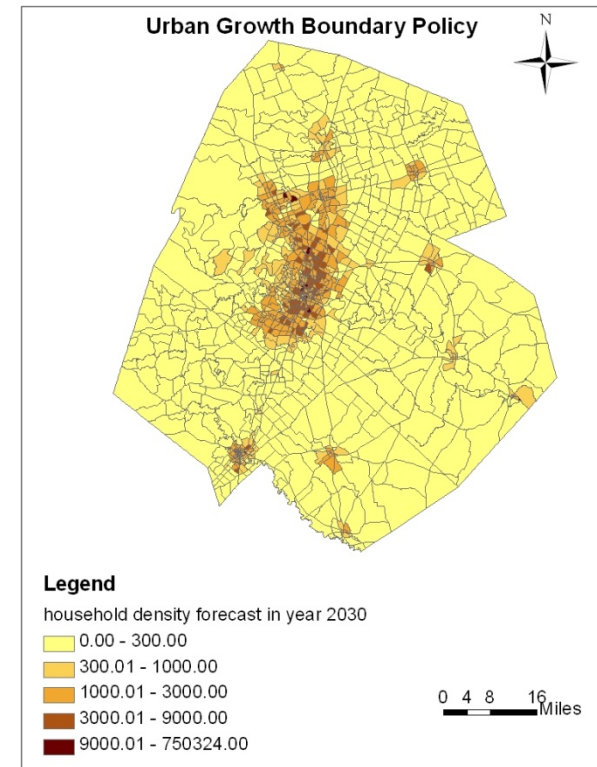 Urban Growth Boundary Policy
N
Legend
household density forecast in year 2030
0.00 - 300.00
300.01 - 1000.00
1000.01 - 3000.00
3000.01 - 9000.00
9000.01 - 750324.00
0 4 8 16
Miles